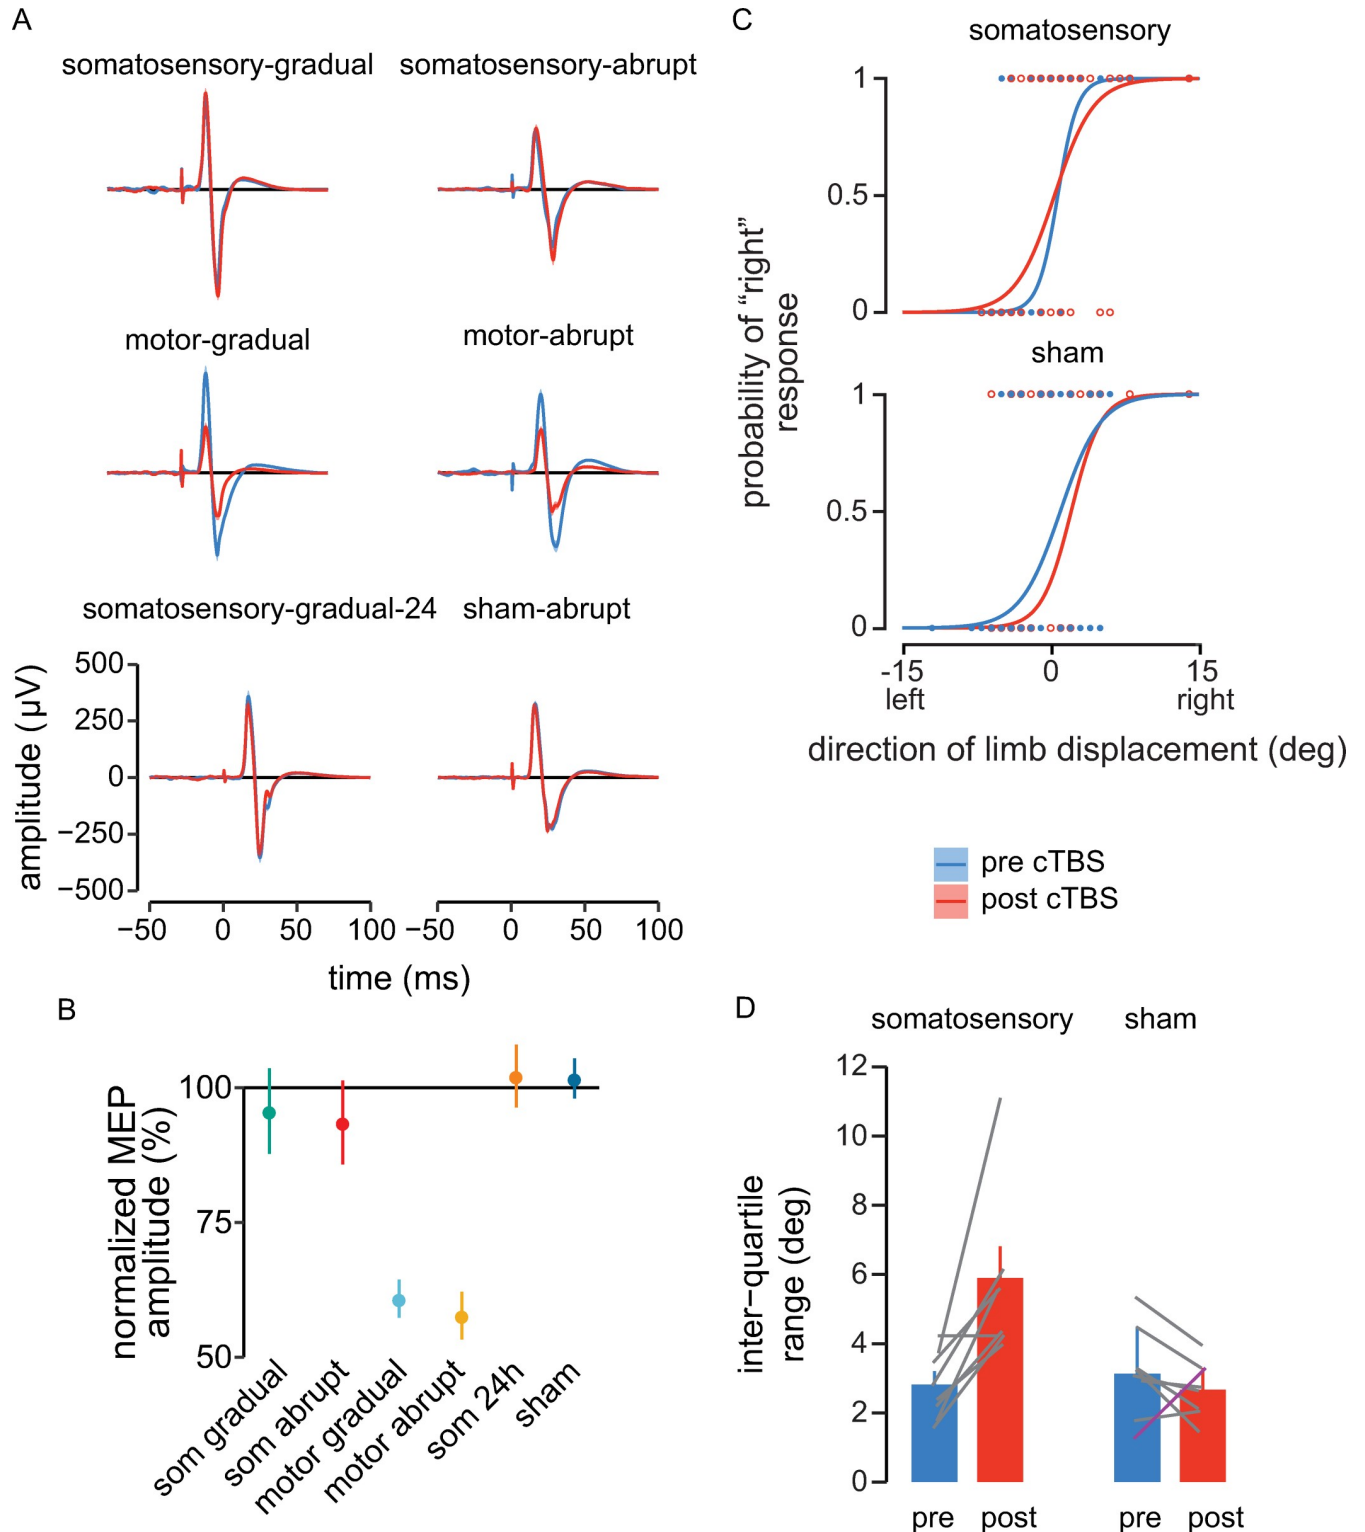 A
somatosensory-gradual
somatosensory-abrupt
motor-gradual
motor-abrupt
somatosensory-gradual-24
sham-abrupt
500
250
0
−250
−500
amplitude (µV)
−50 0 50 100
−50 0 50 100
time (ms)
B
100
75
50
normalized MEP
amplitude (%)
som gradual
som abrupt
motor gradual
motor abrupt
som 24h
sham
C
somatosensory
1
0.5
0
sham
1
0.5
0
probability of “right”
response
-15 0 15
left right
direction of limb displacement (deg)
pre cTBS
post cTBS
D
somatosensory sham
12
10
8
6
4
2
0
inter−quartile
range (deg)
pre post pre post